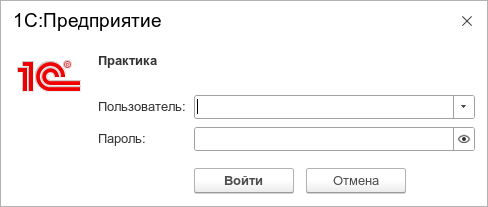 1С:Предприятие
1С®
Практика
Пользователь:
Пароль:
Войти
Отмена